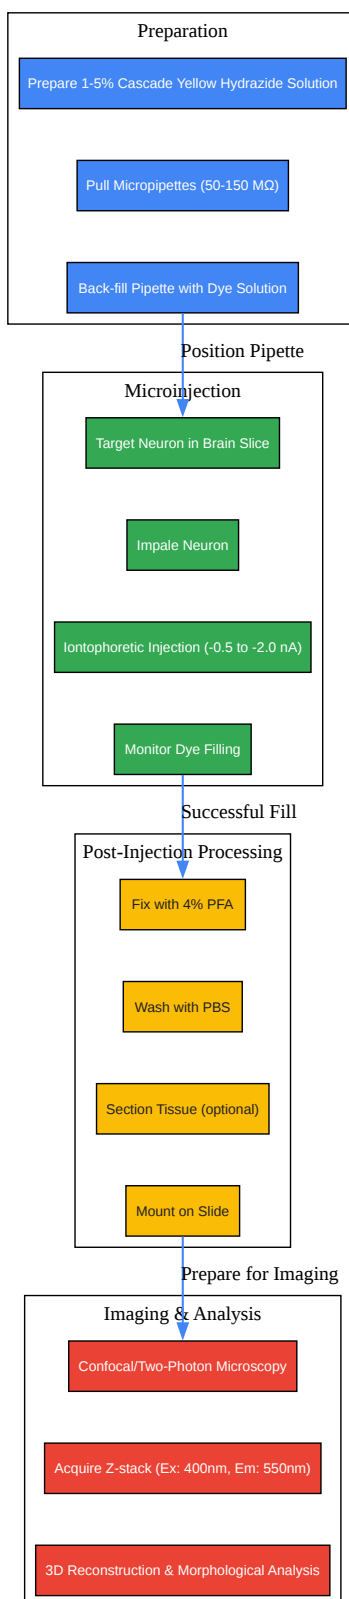 Preparation
Prepare 1-5% Cascade Yellow Hydrazide Solution
Pull Micropipettes (50-150 MΩ)
Back-fill Pipette with Dye Solution
Position Pipette
Microinjection
Target Neuron in Brain Slice
Impale Neuron
Iontophoretic Injection (-0.5 to -2.0 nA)
Monitor Dye Filling
Successful Fill
Post-Injection Processing
Fix with 4% PFA
Wash with PBS
Section Tissue (optional)
Mount on Slide
Prepare for Imaging
Imaging & Analysis
Confocal/Two-Photon Microscopy
Acquire Z-stack (Ex: 400nm, Em: 550nm)
3D Reconstruction & Morphological Analysis